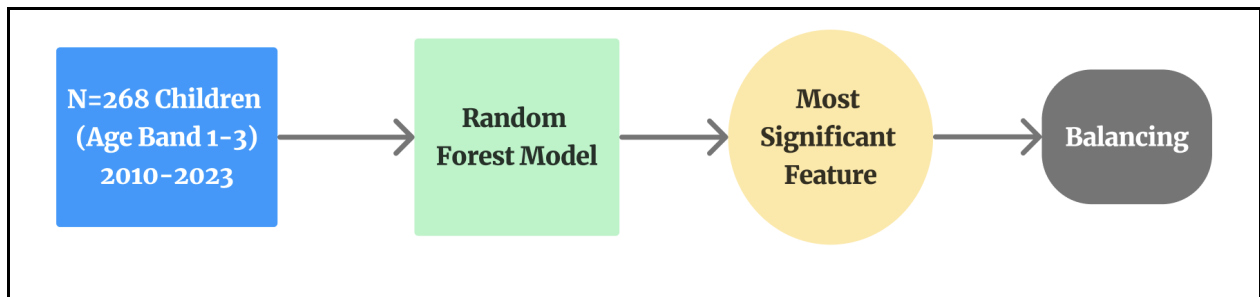 N=268 Children
(Age Band 1-3)
2010-2023
Random
Forest Model
Most
Significant
Feature
Balancing